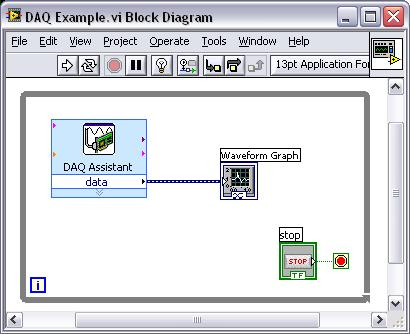 DAQ Example.vi Block Diagram
File Edit View Project Operate Tools Window Help
13pt Application For
DAQ Assistant
data
Waveform Graph
stop
STOP
TF
i